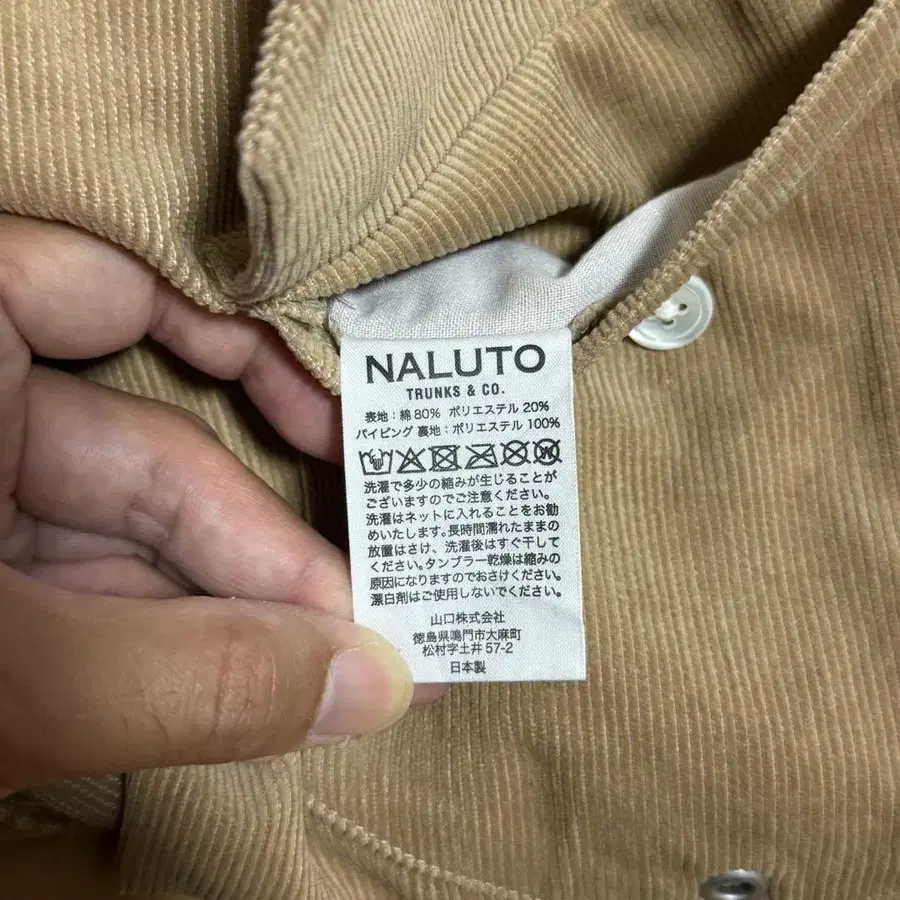 NALUTO
TRUNKS & CO.
表地：綿80% ポリエステル 20%
パイピング 裏地：ポリエステル 100%
洗濯で多少の縮みが生じることが
ございますのでご注意ください。
洗濯はネットに入れることをお勧
めいたします。長時間濡れたままの
放置はさけ、洗濯後はすぐ干して
ください。タンブラー乾燥は縮みの
原因になりますのでおさけください。
漂白剤はご使用しないでください。
山口株式会社
徳島県鳴門市大麻町
松村字土井 57-2
日本製